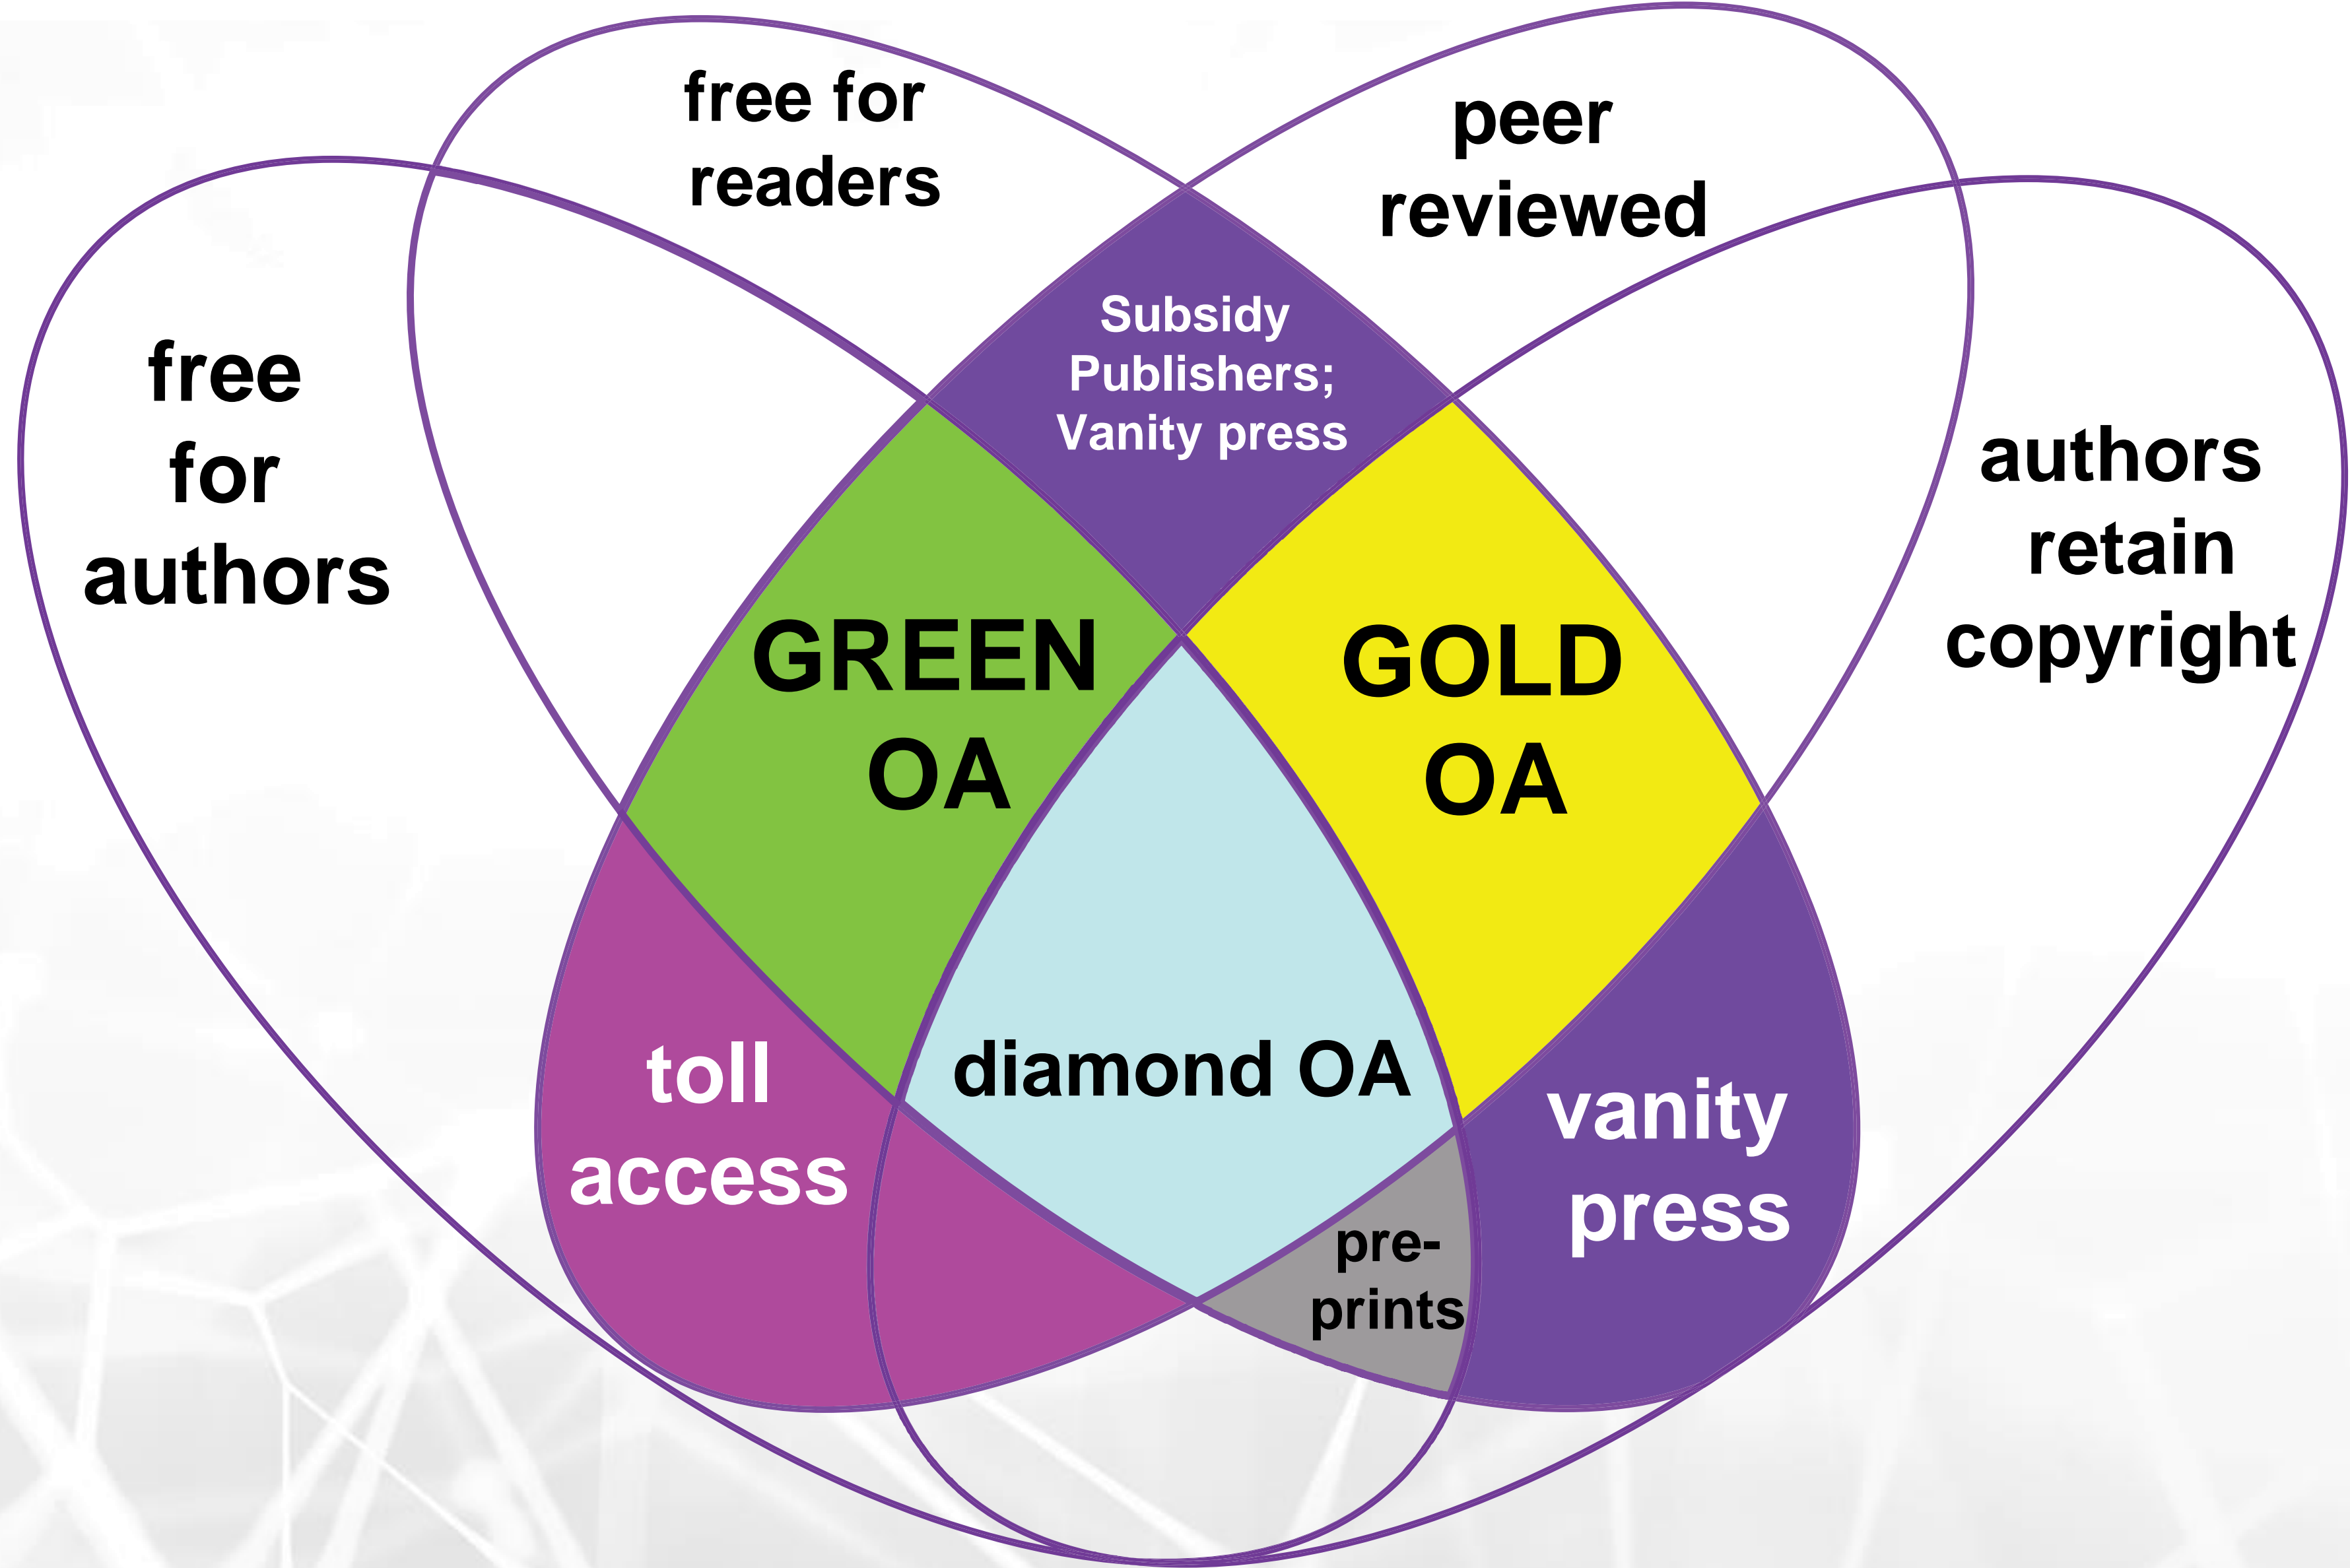 free for
readers
peer
reviewed
free
for
authors
authors
retain
copyright
Subsidy
Publishers;
Vanity press
GREEN
OA
GOLD
OA
toll
access
diamond OA
vanity
press
pre-
prints